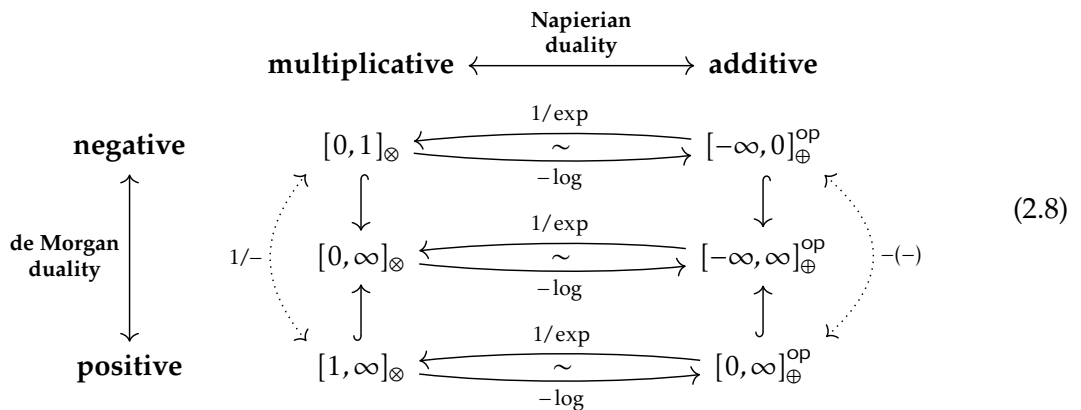 Napierian
duality
multiplicative additive
1/exp
negative [0, 1]⊗ ∼ [−∞, 0]⊕^op
−log
(2.8)
1/exp
de Morgan
duality 1/− [0, ∞]⊗ ∼ [−∞, ∞]⊕^op −(−)
−log
1/exp
positive [1, ∞]⊗ ∼ [0, ∞]⊕^op
−log